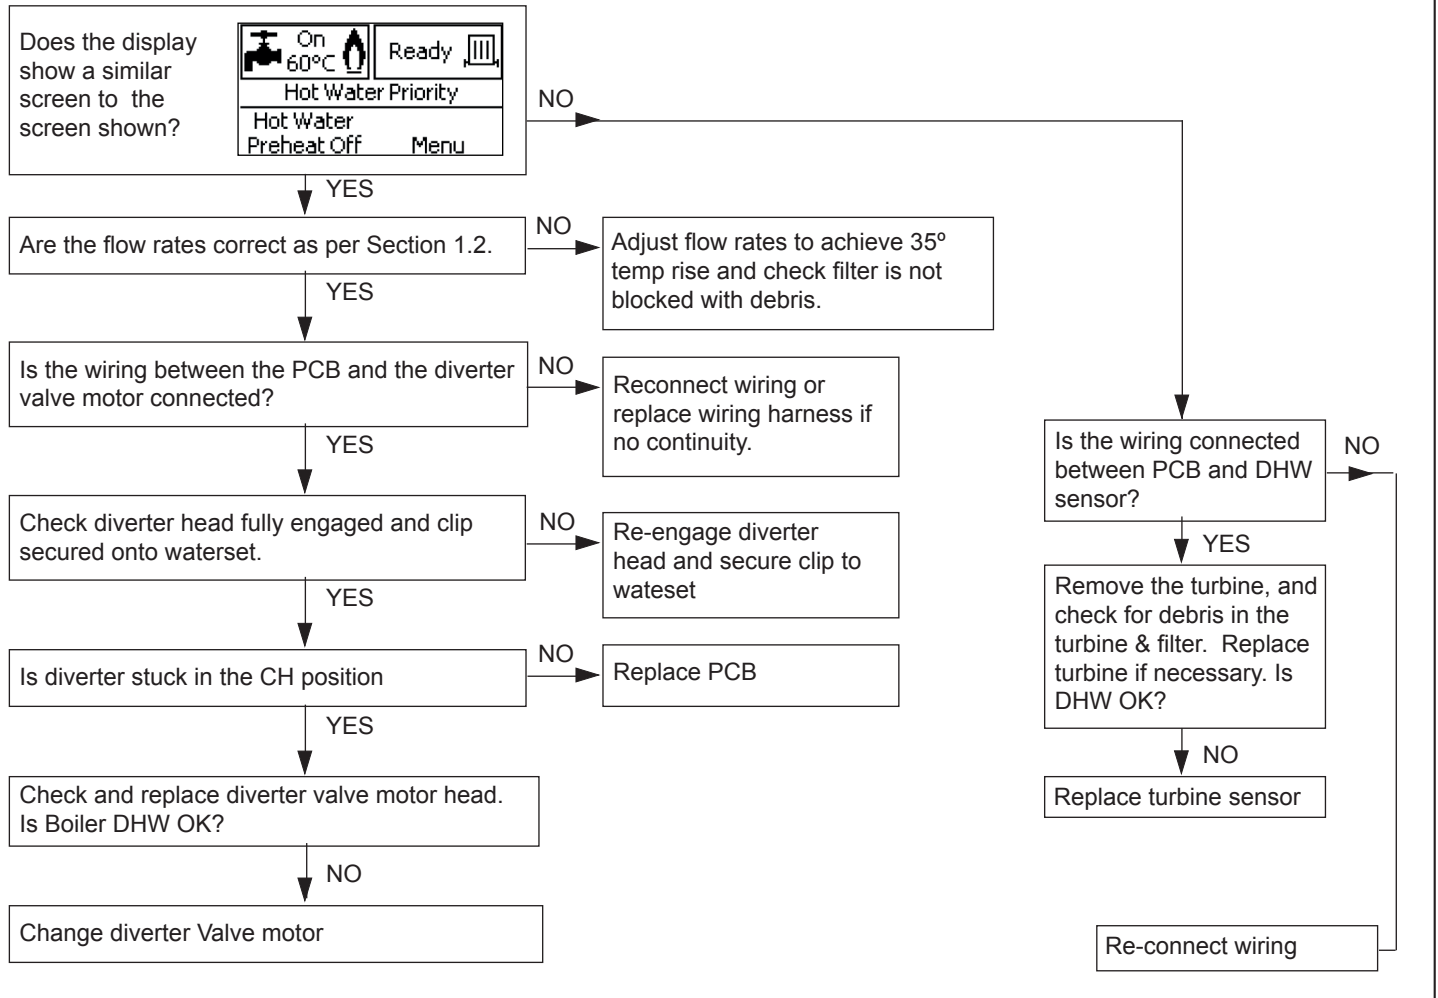 Does the display
show a similar
screen to the
screen shown?
On
60°C
Ready
Hot Water Priority
Hot Water
Preheat Off
Menu
NO
YES
Are the flow rates correct as per Section 1.2.
NO
Adjust flow rates to achieve 35º
temp rise and check filter is not
blocked with debris.
YES
Is the wiring between the PCB and the diverter
valve motor connected?
NO
Reconnect wiring or
replace wiring harness if
no continuity.
YES
Check diverter head fully engaged and clip
secured onto waterset.
NO
Re-engage diverter
head and secure clip to
wateset
YES
Is diverter stuck in the CH position
NO
Replace PCB
YES
Check and replace diverter valve motor head.
Is Boiler DHW OK?
NO
Change diverter Valve motor
Is the wiring connected
between PCB and DHW
sensor?
NO
YES
Remove the turbine, and
check for debris in the
turbine & filter.  Replace
turbine if necessary. Is
DHW OK?
NO
Replace turbine sensor
Re-connect wiring